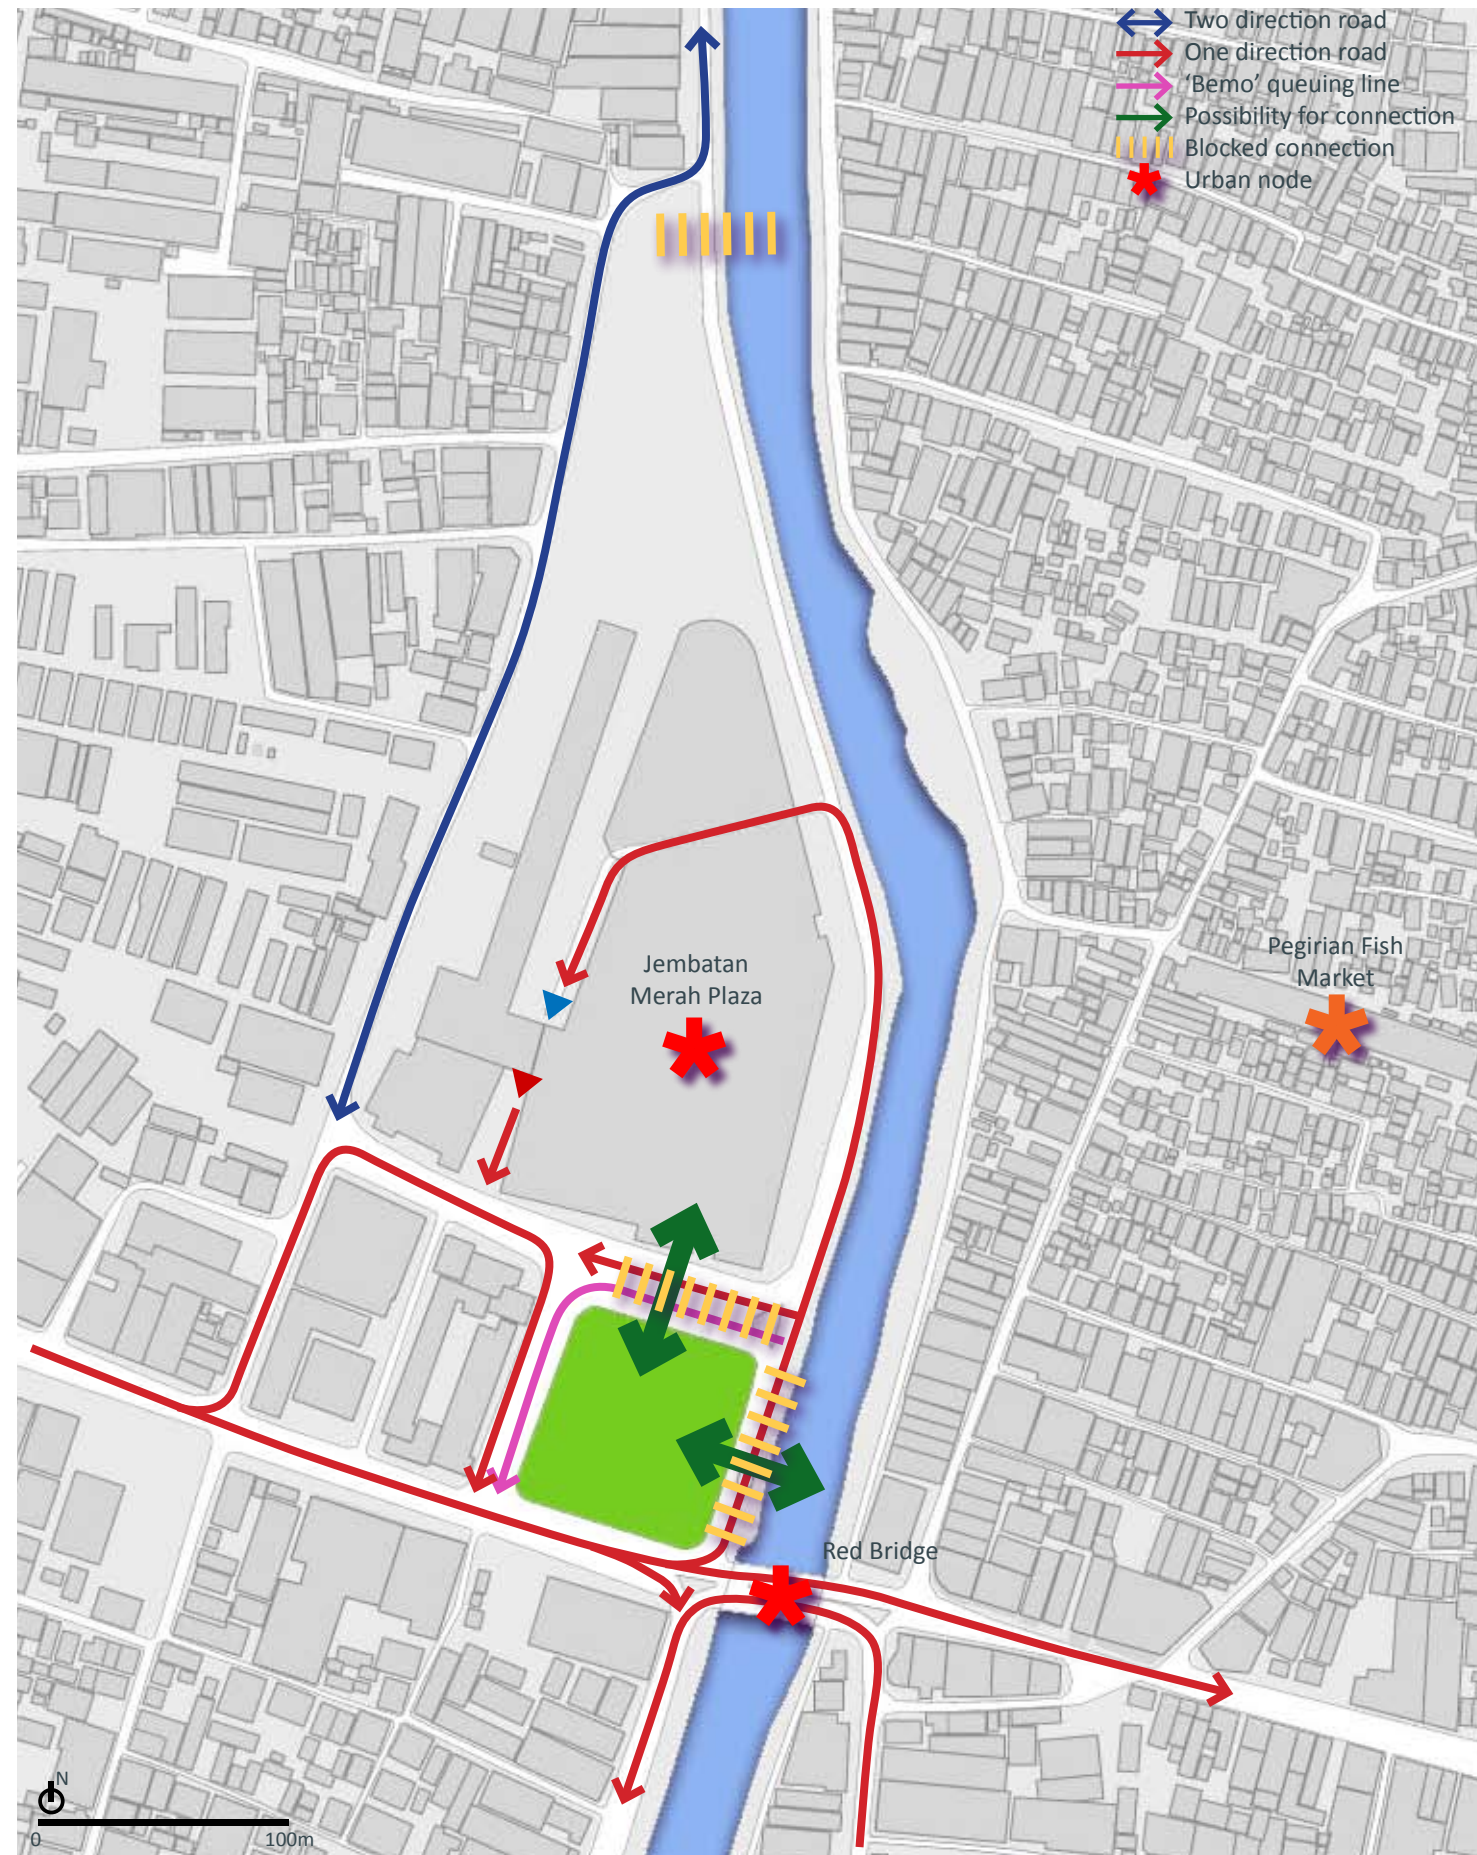 Two direction road
One direction road
‘Bemo’ queuing line
Possibility for connection
Blocked connection
Urban node
Pegirian Fish
Market
Jembatan
Merah Plaza
Red Bridge
N
0
100m